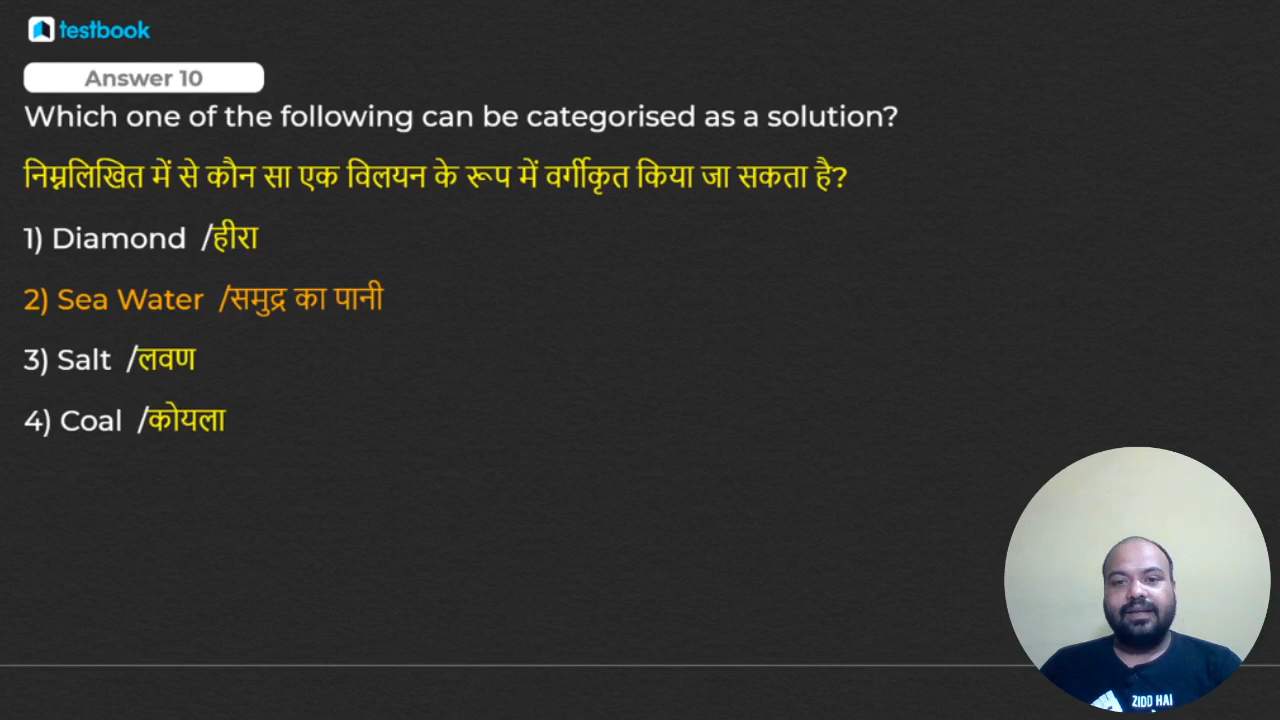 testbook
Answer 10
Which one of the following can be categorised as a solution?
निम्नलिखित में से कौन सा एक विलयन के रूप में वर्गीकृत किया जा सकता है?
1) Diamond /हीरा
2) Sea Water /समुद्र का पानी
3) Salt /लवण
4) Coal /कोयला
ZIDD HAI